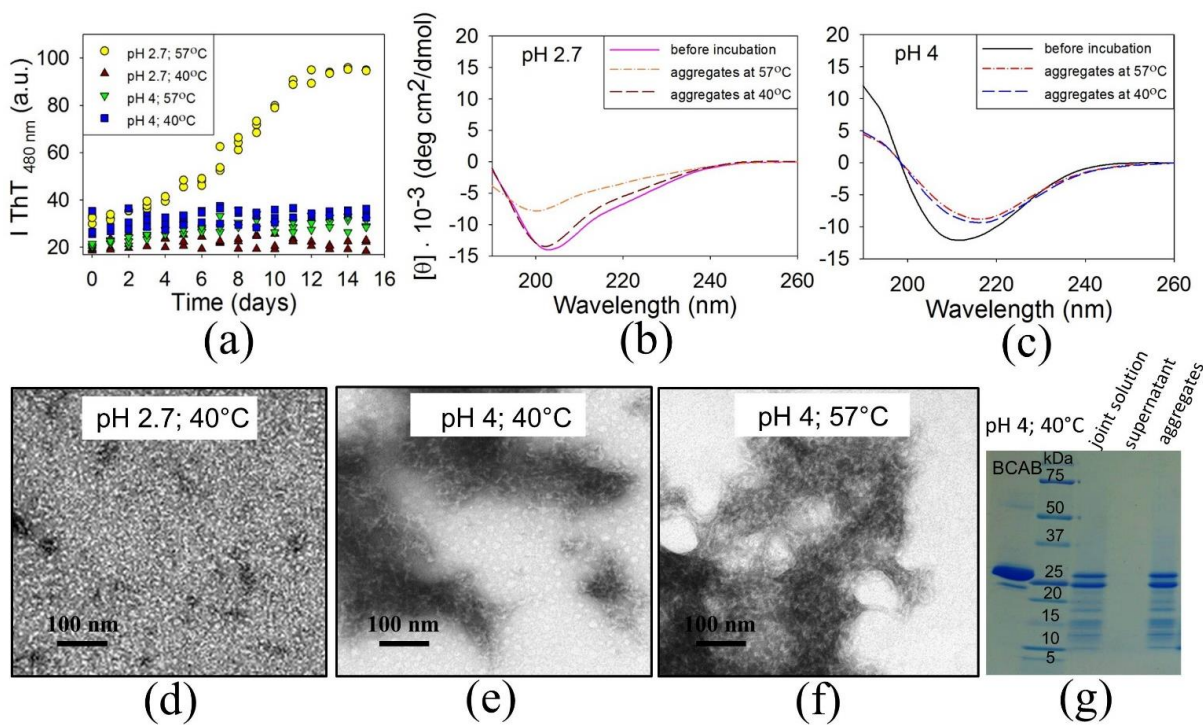 pH 2.7; 57°C
pH 2.7; 40°C
pH 4; 57°C
pH 4; 40°C
I ThT 480 nm (a.u.)
100
80
60
40
20
0 2 4 6 8 10 12 14 16
Time (days)
(a)
pH 2.7
before incubation
aggregates at 57°C
aggregates at 40°C
[θ] · 10-3 (deg cm2/dmol)
20
15
10
5
0
-5
-10
-15
200 220 240 260
Wavelength (nm)
(b)
pH 4
before incubation
aggregates at 57°C
aggregates at 40°C
20
15
10
5
0
-5
-10
-15
200 220 240 260
Wavelength (nm)
(c)
pH 2.7; 40°C
100 nm
(d)
pH 4; 40°C
100 nm
(e)
pH 4; 57°C
100 nm
(f)
pH 4; 40°C
joint solution
supernatant
aggregates
BCAB
kDa
75
50
37
25
20
15
10
5
(g)